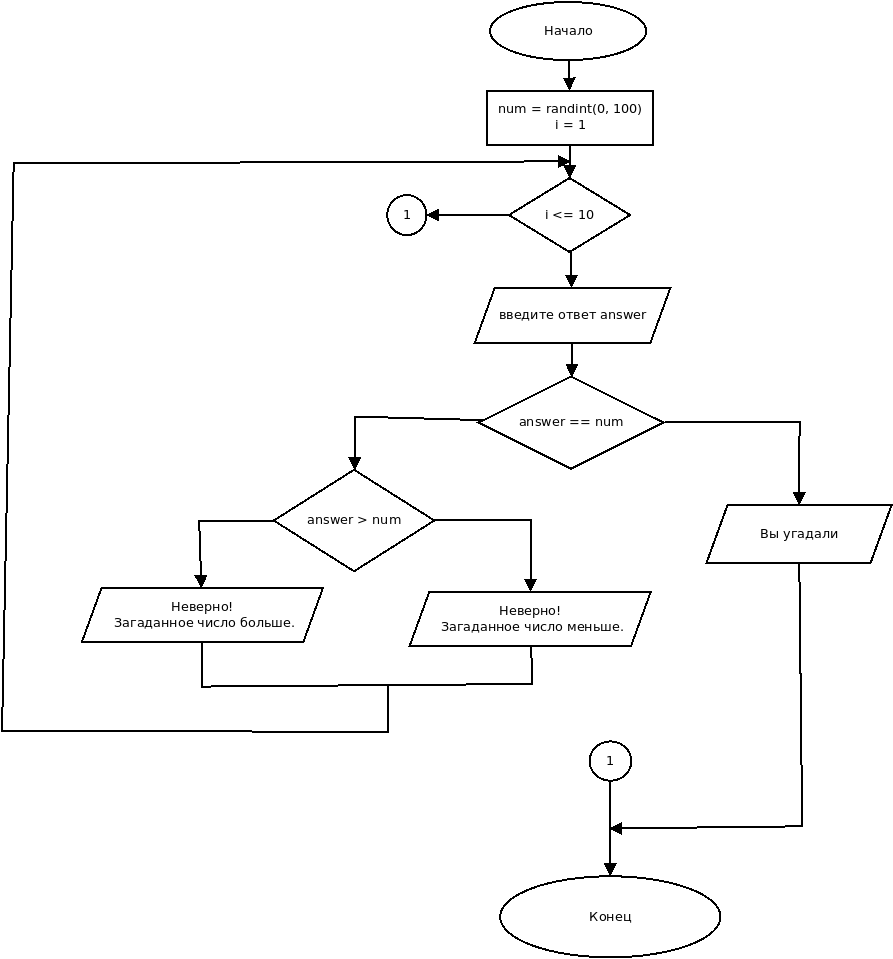 Начало
num = randint(0, 100)
i = 1
i <= 10
1
введите ответ answer
answer == num
answer > num
Вы угадали
Неверно!
Загаданное число больше.
Неверно!
Загаданное число меньше.
1
Конец